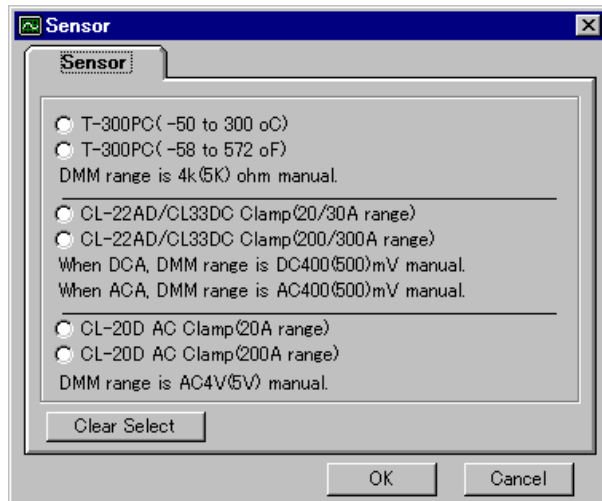 Sensor
Sensor
T-300PC( -50 to 300 oC)
T-300PC( -58 to 572 oF)
DMM range is 4k(5K) ohm manual.
CL-22AD/CL33DC Clamp(20/30A range)
CL-22AD/CL33DC Clamp(200/300A range)
When DCA, DMM range is DC400(500)mV manual.
When ACA, DMM range is AC400(500)mV manual.
CL-20D AC Clamp(20A range)
CL-20D AC Clamp(200A range)
DMM range is AC4V(5V) manual.
Clear Select
OK Cancel